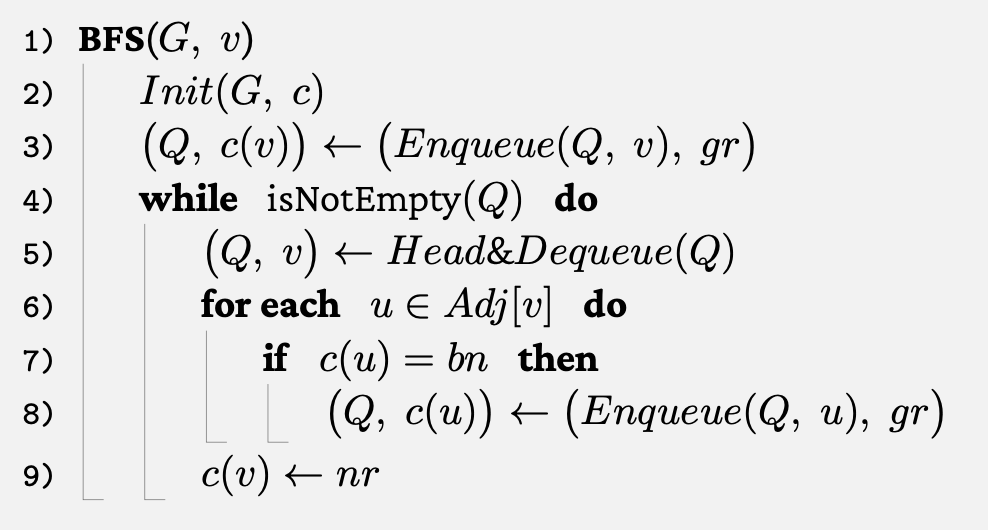 1) BFS(G, v)
2) Init(G, c)
3) (Q, c(v)) ← (Enqueue(Q, v), gr)
4) while isNotEmpty(Q) do
5) (Q, v) ← Head&Dequeue(Q)
6) for each u ∈ Adj[v] do
7) if c(u) = bn then
8) (Q, c(u)) ← (Enqueue(Q, u), gr)
9) c(v) ← nr